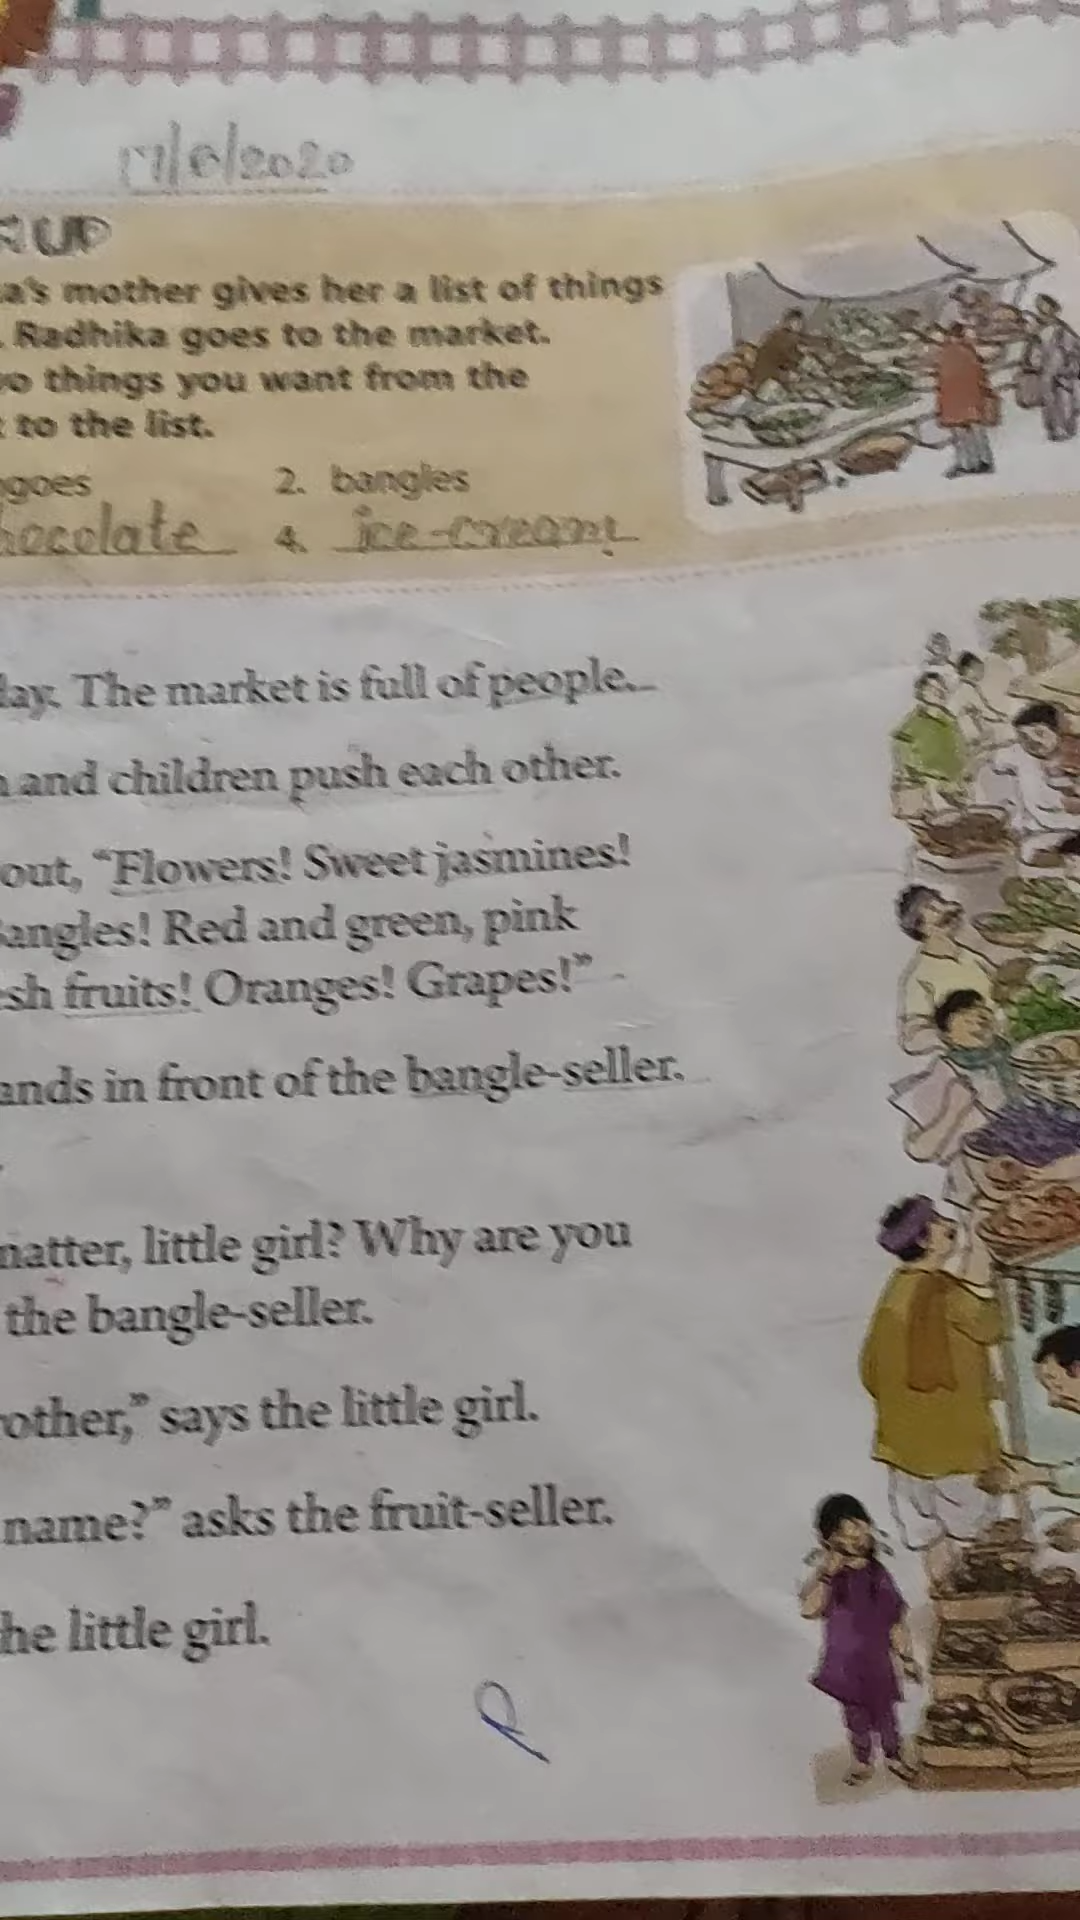 17/6/2020
UP
a's mother gives her a list of things
. Radhika goes to the market.
wo things you want from the
to the list.
goes 2. bangles
hocolate 4. ice-cream
day. The market is full of people.
and children push each other.
out, “Flowers! Sweet jasmines!
Bangles! Red and green, pink
sh fruits! Oranges! Grapes!”
ands in front of the bangle-seller.
matter, little girl? Why are you
the bangle-seller.
other,” says the little girl.
name?” asks the fruit-seller.
he little girl.